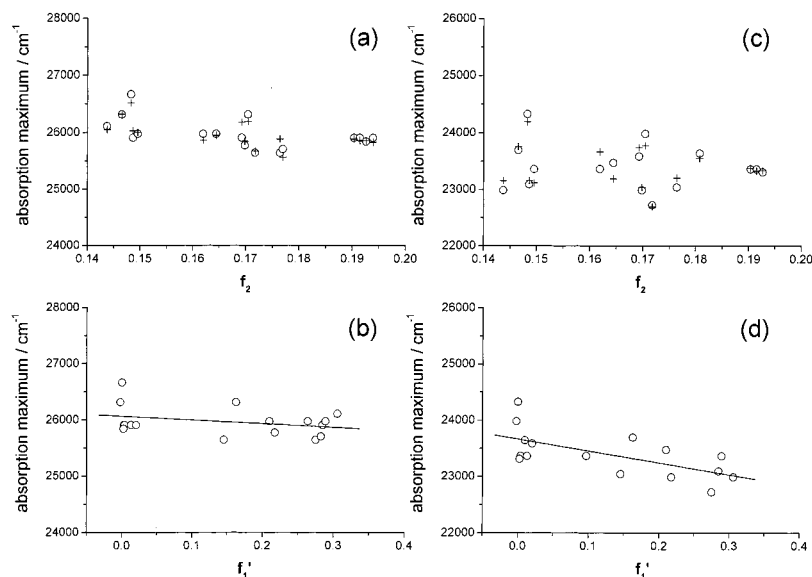 (a)
absorption maximum / cm⁻¹
27000
26000
25000
24000
0.14 0.15 0.16 0.17 0.18 0.19 0.20
f₂
(c)
absorption maximum / cm⁻¹
26000
25000
24000
23000
22000
0.14 0.15 0.16 0.17 0.18 0.19 0.20
f₂
(b)
absorption maximum / cm⁻¹
27000
26000
25000
24000
0.0 0.1 0.2 0.3 0.4
f₁'
(d)
absorption maximum / cm⁻¹
26000
25000
24000
23000
22000
0.0 0.1 0.2 0.3 0.4
f₁'